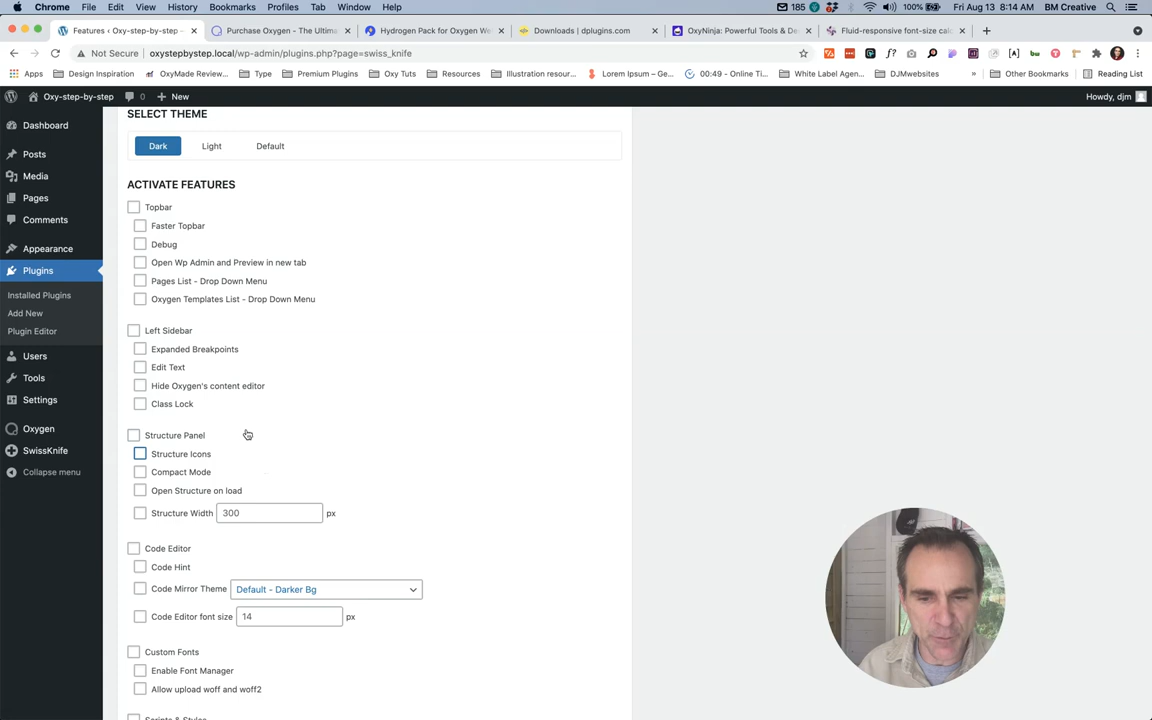 Chrome File Edit View History Bookmarks Profiles Tab Window Help 185 100% Fri Aug 13 8:14 AM BM Creative
Features ‹ Oxy-step-by-step – Purchase Oxygen - The Ultima Hydrogen Pack for Oxygen We Downloads | dplugins.com OxyNinja: Powerful Tools & De Fluid-responsive font-size calc
Not Secure oxystepbystep.local/wp-admin/plugins.php?page=swiss_knife
Apps Design Inspiration OxyMade Review... Type Premium Plugins Oxy Tuts Resources Illustration resour... Lorem Ipsum – Ge... 00:49 - Online Ti... White Label Agen... DJMwebsites » Other Bookmarks Reading List
Oxy-step-by-step 0 New Howdy, djm
Dashboard
Posts
Media
Pages
Comments
Appearance
Plugins
Installed Plugins
Add New
Plugin Editor
Users
Tools
Settings
Oxygen
SwissKnife
Collapse menu
SELECT THEME
Dark Light Default
ACTIVATE FEATURES
Topbar
Faster Topbar
Debug
Open Wp Admin and Preview in new tab
Pages List - Drop Down Menu
Oxygen Templates List - Drop Down Menu
Left Sidebar
Expanded Breakpoints
Edit Text
Hide Oxygen's content editor
Class Lock
Structure Panel
Structure Icons
Compact Mode
Open Structure on load
Structure Width 300 px
Code Editor
Code Hint
Code Mirror Theme Default - Darker Bg
Code Editor font size 14 px
Custom Fonts
Enable Font Manager
Allow upload woff and woff2
Scripts & Styles